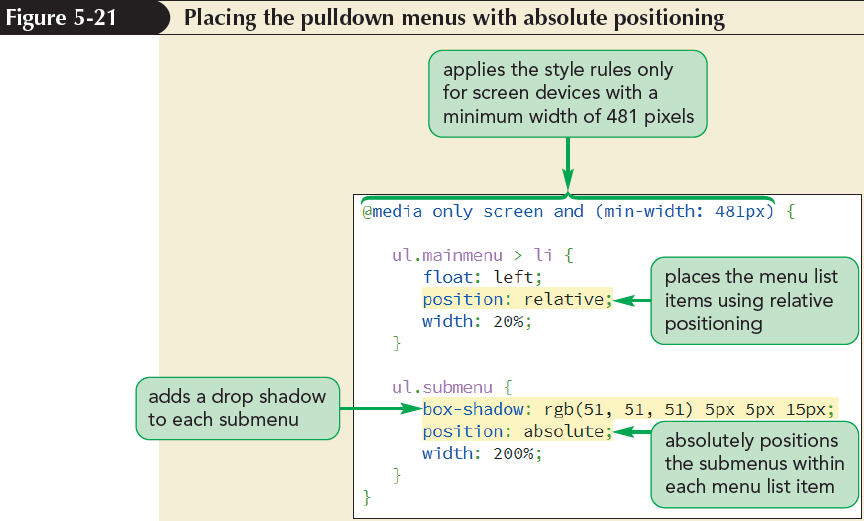 Figure 5-21
Placing the pulldown menus with absolute positioning
applies the style rules only
for screen devices with a
minimum width of 481 pixels
@media only screen and (min-width: 481px) {
ul.mainmenu > li {
float: left;
position: relative;
width: 20%;
}
places the menu list
items using relative
positioning
adds a drop shadow
to each submenu
ul.submenu {
box-shadow: rgb(51, 51, 51) 5px 5px 15px;
position: absolute;
width: 200%;
}
}
absolutely positions
the submenus within
each menu list item